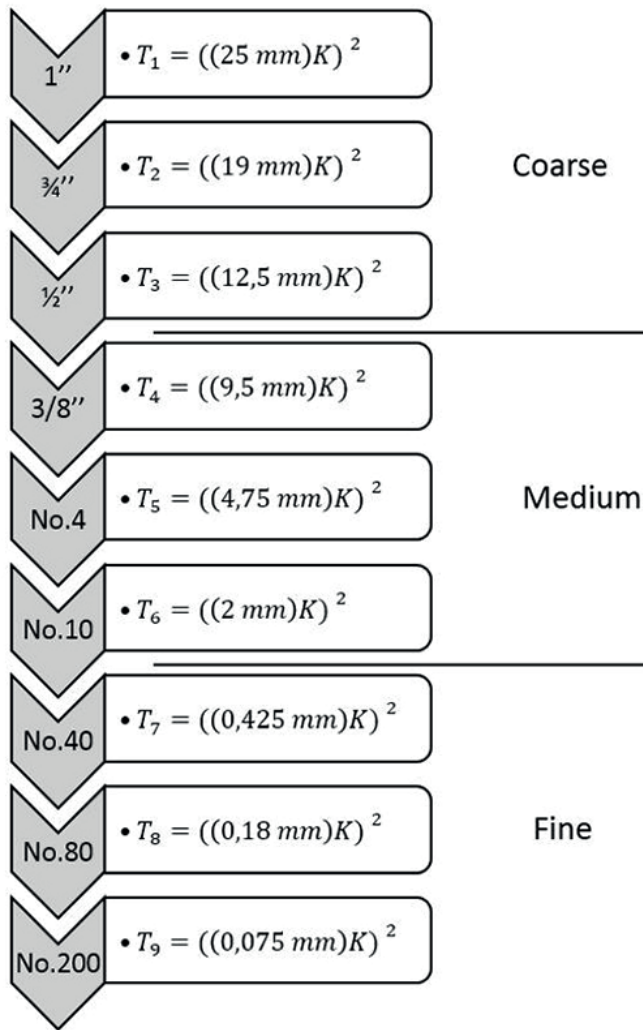 1’’ • T₁ = ((25 mm)K) ²
¾’’ • T₂ = ((19 mm)K) ²
Coarse
½’’ • T₃ = ((12,5 mm)K) ²
3/8’’ • T₄ = ((9,5 mm)K) ²
No.4 • T₅ = ((4,75 mm)K) ²
Medium
No.10 • T₆ = ((2 mm)K) ²
No.40 • T₇ = ((0,425 mm)K) ²
No.80 • T₈ = ((0,18 mm)K) ²
Fine
No.200 • T₉ = ((0,075 mm)K) ²